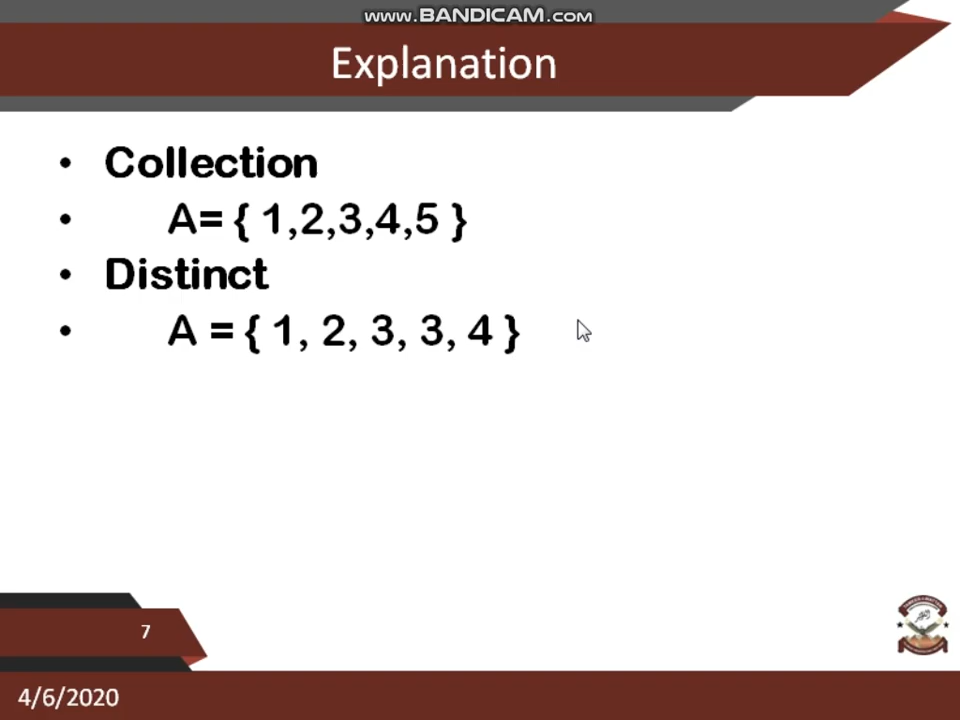 www.BANDICAM.com
Explanation
• Collection
• A= { 1,2,3,4,5 }
• Distinct
• A = { 1, 2, 3, 3, 4 }
7
4/6/2020